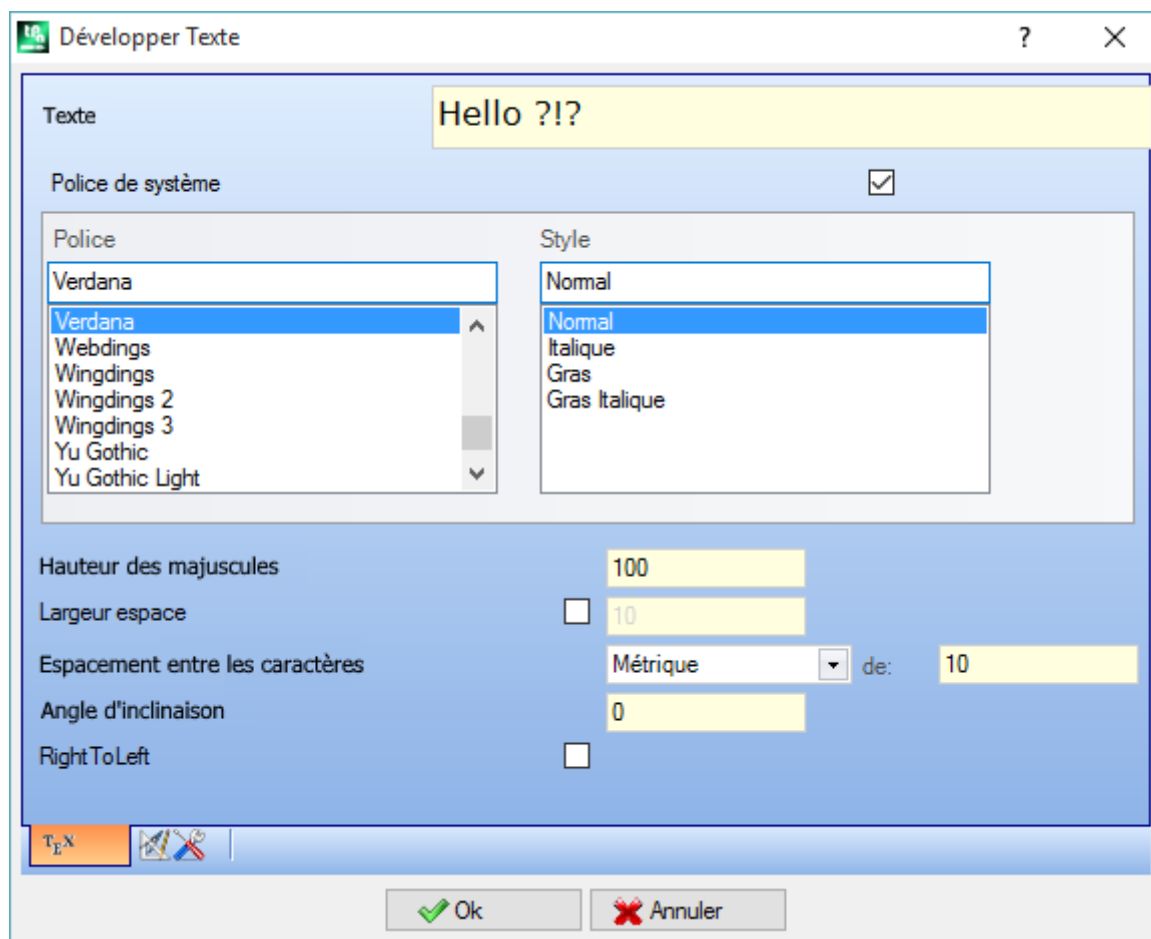 Développer Texte ?
Texte Hello ?!?
Police de système
Police Style
Verdana Normal
Verdana Normal
Webdings Italique
Wingdings Gras
Wingdings 2 Gras Italique
Wingdings 3
Yu Gothic
Yu Gothic Light
Hauteur des majuscules 100
Largeur espace 10
Espacement entre les caractères Métrique de: 10
Angle d'inclinaison 0
RightToLeft
TEX
Ok Annuler